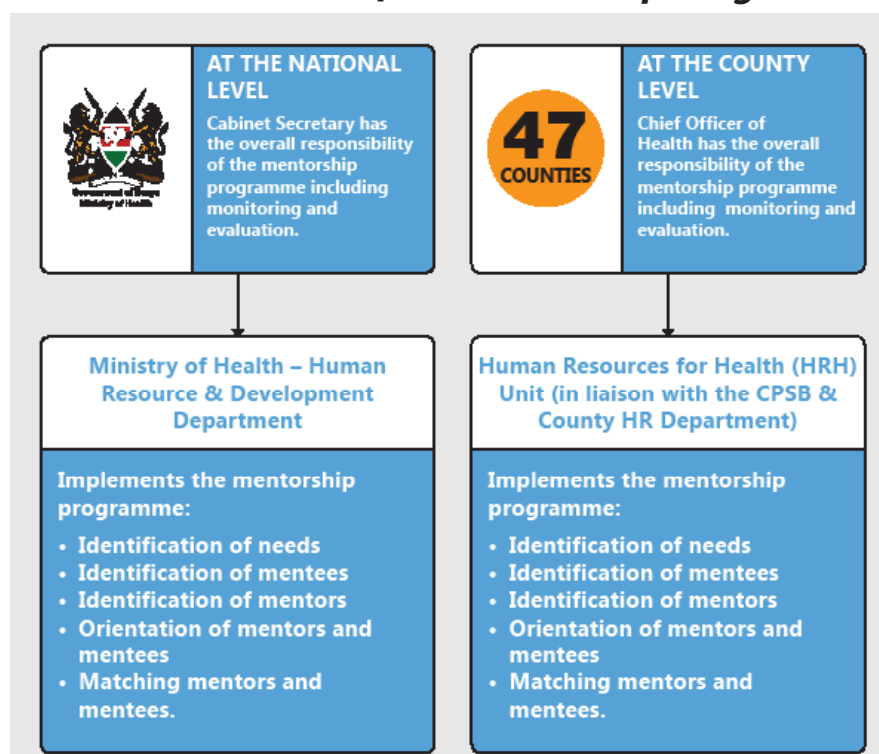 AT THE NATIONAL
LEVEL
Cabinet Secretary has
the overall responsibility
of the mentorship
programme including
monitoring and
evaluation.
Ministry of Health
AT THE COUNTY
LEVEL
47
COUNTIES
Chief Officer of
Health has the overall
responsibility of the
mentorship programme
including monitoring and
evaluation.
Ministry of Health – Human
Resource & Development
Department
Implements the mentorship
programme:
• Identification of needs
• Identification of mentees
• Identification of mentors
• Orientation of mentors and
mentees
• Matching mentors and
mentees.
Human Resources for Health (HRH)
Unit (in liaison with the CPSB &
County HR Department)
Implements the mentorship
programme:
• Identification of needs
• Identification of mentees
• Identification of mentors
• Orientation of mentors and
mentees
• Matching mentors and
mentees.